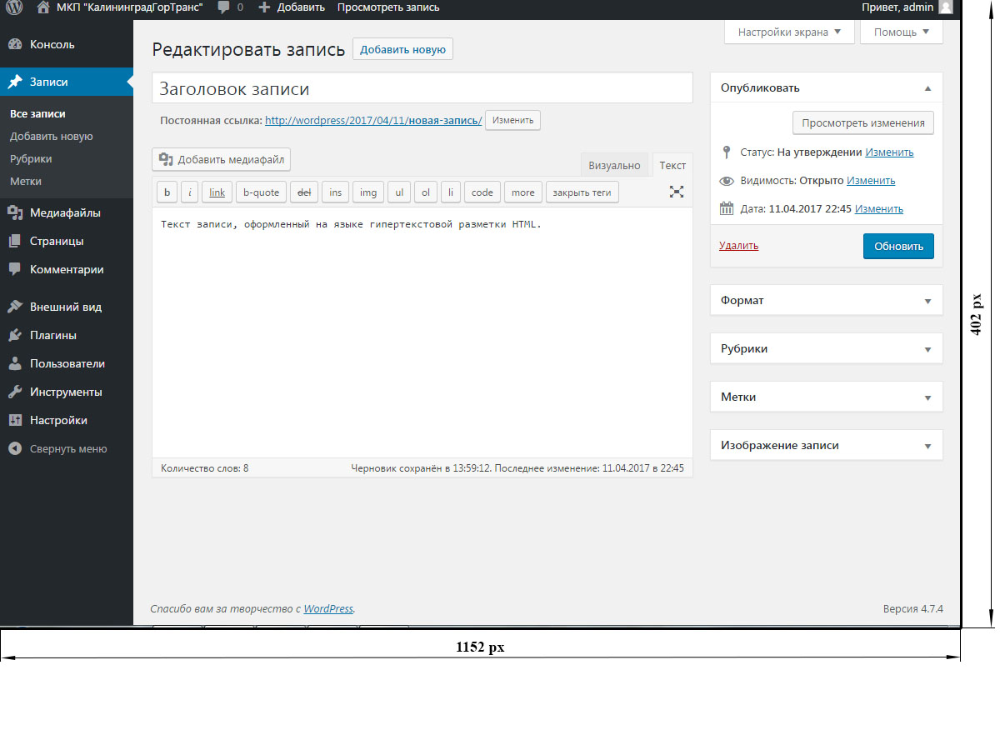 МКП "КалининградГорТранс" 0 Добавить Просмотреть запись Привет, admin
Консоль
Записи
Все записи
Добавить новую
Рубрики
Метки
Медиафайлы
Страницы
Комментарии
Внешний вид
Плагины
Пользователи
Инструменты
Настройки
Свернуть меню
Настройки экрана Помощь
Редактировать запись Добавить новую
Заголовок записи
Постоянная ссылка: http://wordpress/2017/04/11/новая-запись/ Изменить
Добавить медиафайл
Визуально Текст
b i link b-quote del ins img ul ol li code more закрыть теги
Текст записи, оформленный на языке гипертекстовой разметки HTML.
Количество слов: 8 Черновик сохранён в 13:59:12. Последнее изменение: 11.04.2017 в 22:45
Опубликовать
Просмотреть изменения
Статус: На утверждении Изменить
Видимость: Открыто Изменить
Дата: 11.04.2017 22:45 Изменить
Удалить Обновить
Формат
Рубрики
Метки
Изображение записи
Спасибо вам за творчество с WordPress. Версия 4.7.4
402 px
1152 px